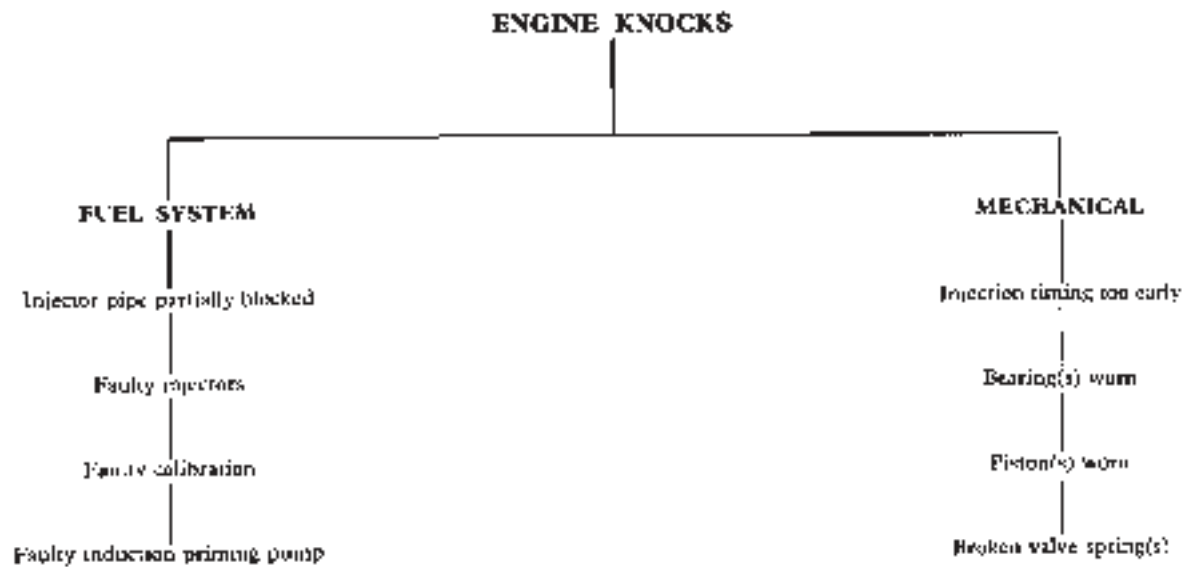 ENGINE KNOCKS
FUEL SYSTEM
Injector pipe partially blocked
Faulty injectors
Faulty calibration
Faulty induction priming pump
MECHANICAL
Injection timing too early
Bearing(s) worn
Piston(s) worn
Broken valve spring(s)